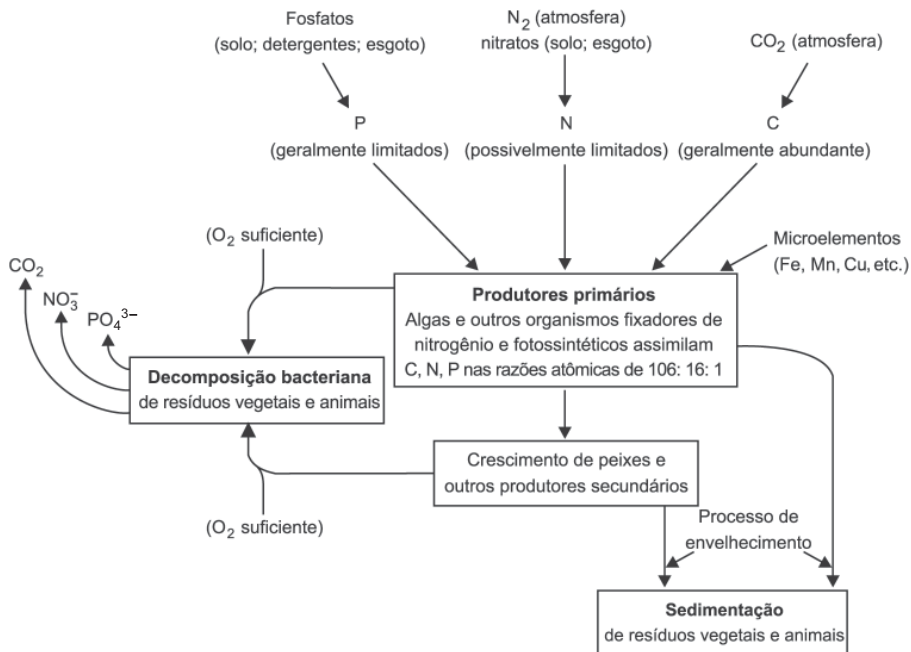 Fosfatos
(solo; detergentes; esgoto)
N₂ (atmosfera)
nitratos (solo; esgoto)
CO₂ (atmosfera)
P
(geralmente limitados)
N
(possivelmente limitados)
C
(geralmente abundante)
(O₂ suficiente)
Microelementos
(Fe, Mn, Cu, etc.)
CO₂
NO₃⁻
PO₄³⁻
Produtores primários
Algas e outros organismos fixadores de
nitrogênio e fotossintéticos assimilam
C, N, P nas razões atômicas de 106: 16: 1
Decomposição bacteriana
de resíduos vegetais e animais
Crescimento de peixes e
outros produtores secundários
(O₂ suficiente)
Processo de
envelhecimento
Sedimentação
de resíduos vegetais e animais